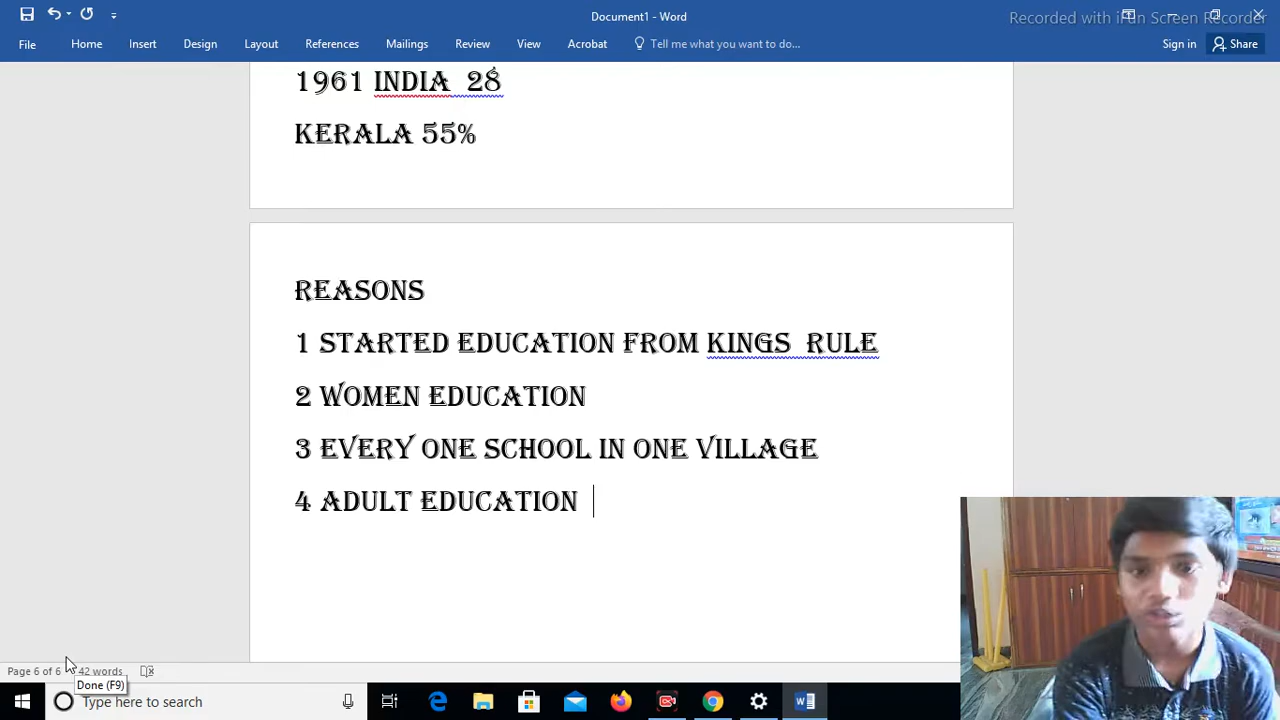 Document1 - Word
Recorded with iFun Screen Recorder
File Home Insert Design Layout References Mailings Review View Acrobat Tell me what you want to do... Sign in Share
1961 INDIA 28
KERALA 55%
REASONS
1 STARTED EDUCATION FROM KINGS RULE
2 WOMEN EDUCATION
3 EVERY ONE SCHOOL IN ONE VILLAGE
4 ADULT EDUCATION
Page 6 of 6 42 words
Done (F9)
Type here to search